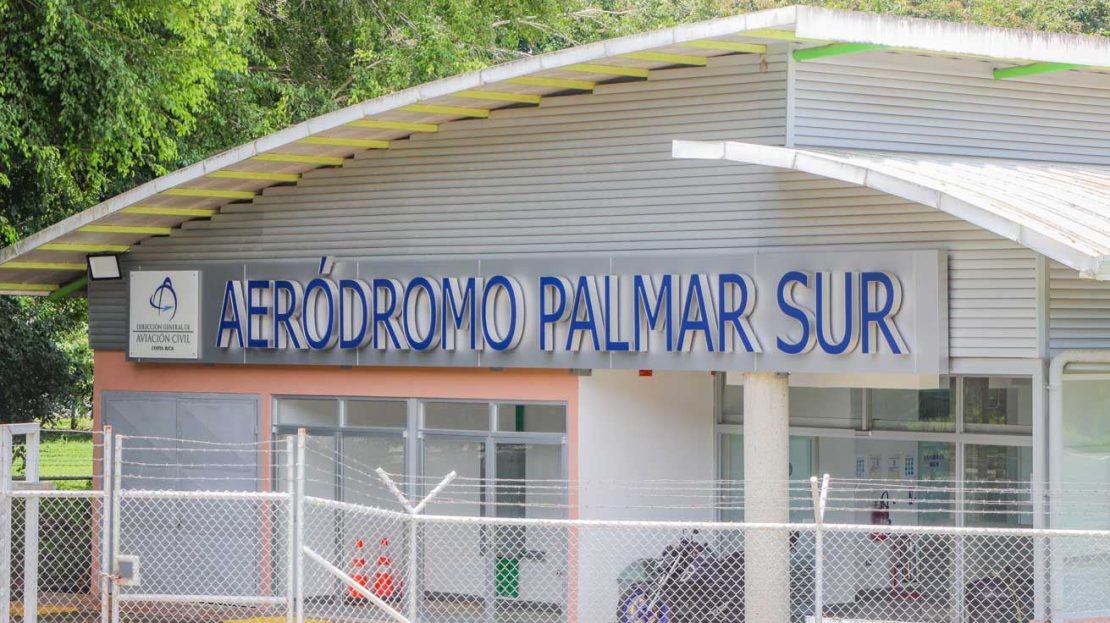 DIRECCIÓN GENERAL DE
AVIACIÓN CIVIL
COSTA RICA
AERÓDROMO PALMAR SUR